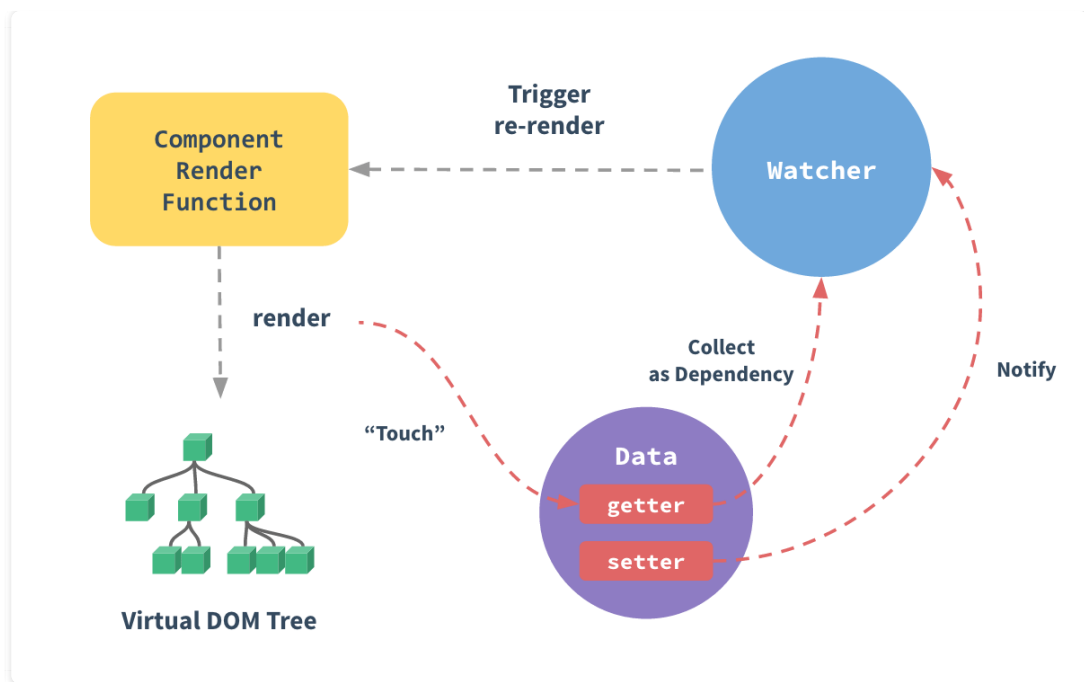 Trigger
re-render
Component
Render
Function
Watcher
render
Collect
as Dependency
Notify
“Touch”
Data
getter
setter
Virtual DOM Tree